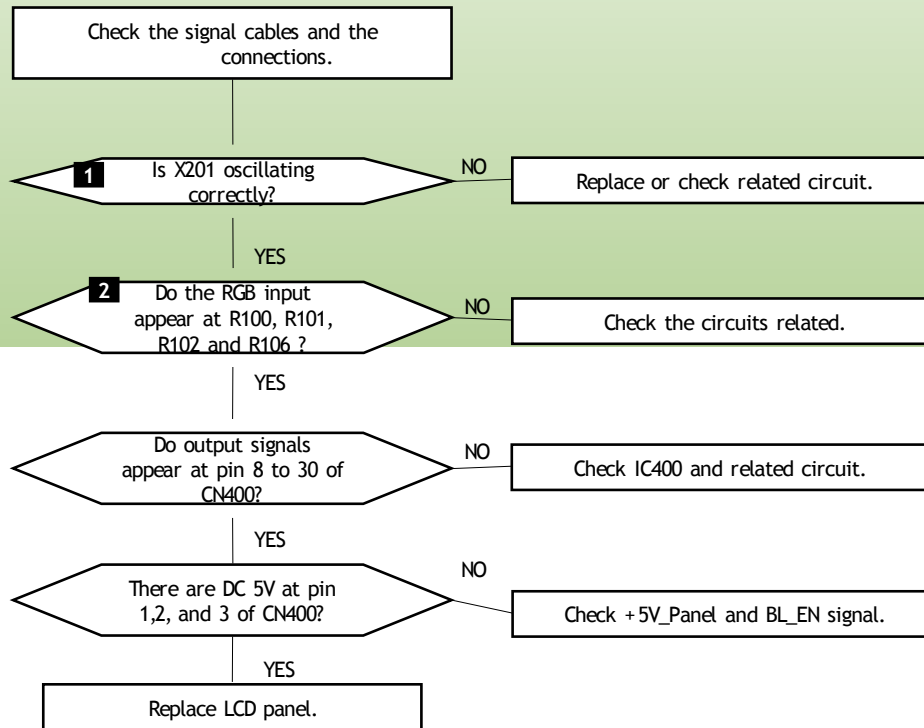 Check the signal cables and the
connections.
1
Is X201 oscillating
correctly?
NO
Replace or check related circuit.
YES
2
Do the RGB input
appear at R100, R101,
R102 and R106 ?
NO
Check the circuits related.
YES
Do output signals
appear at pin 8 to 30 of
CN400?
NO
Check IC400 and related circuit.
YES
There are DC 5V at pin
1,2, and 3 of CN400?
NO
Check +5V_Panel and BL_EN signal.
YES
Replace LCD panel.